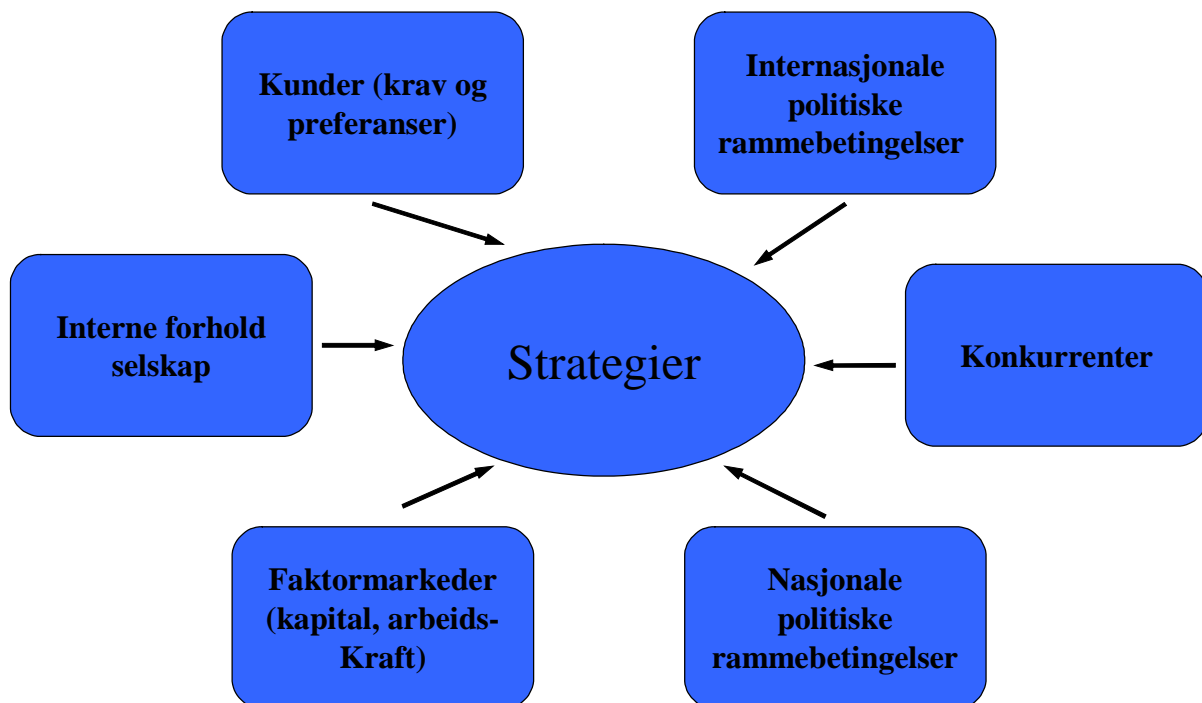 Kunder (krav og
preferanser)
Internasjonale
politiske
rammebetingelser
Interne forhold
selskap
Strategier
Konkurrenter
Faktormarkeder
(kapital, arbeids-
Kraft)
Nasjonale
politiske
rammebetingelser